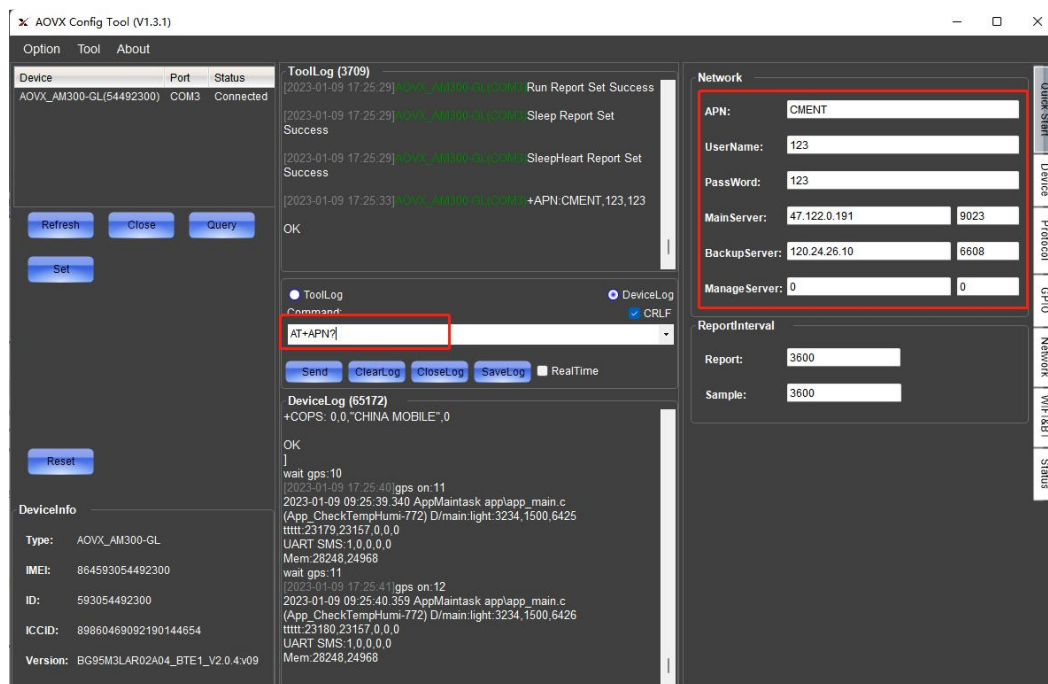 AOVX Config Tool (V1.3.1)
Option Tool About
Device Port Status
AOVX_AM300-GL(54492300) COM3 Connected
Refresh Close Query
Set
Reset
DeviceInfo
Type: AOVX_AM300-GL
IMEI: 864593054492300
ID: 593054492300
ICCID: 89860469092190144654
Version: BG95M3LAR02A04_BTE1_V2.0.4:v09
ToolLog (3709)
[2023-01-09 17:25:29]AOVX_AM300-GL(COM3)Run Report Set Success
[2023-01-09 17:25:29]AOVX_AM300-GL(COM3)Sleep Report Set
Success
[2023-01-09 17:25:29]AOVX_AM300-GL(COM3)SleepHeart Report Set
Success
[2023-01-09 17:25:33]AOVX_AM300-GL(COM3)+APN:CMENT,123,123
OK
ToolLog DeviceLog
Command: CRLF
AT+APN?
Send ClearLog CloseLog SaveLog RealTime
DeviceLog (65172)
+COPS: 0,0,"CHINA MOBILE",0
OK
]
wait gps:10
[2023-01-09 17:25:40]gps on:11
2023-01-09 09:25:39.340 AppMaintask app\app_main.c
(App_CheckTempHumi-772) D/main:light:3234,1500,6425
ttttt:23179,23157,0,0,0
UART SMS:1,0,0,0,0
Mem:28248,24968
wait gps:11
[2023-01-09 17:25:41]gps on:12
2023-01-09 09:25:40.359 AppMaintask app\app_main.c
(App_CheckTempHumi-772) D/main:light:3234,1500,6426
ttttt:23180,23157,0,0,0
UART SMS:1,0,0,0,0
Mem:28248,24968
Network
APN: CMENT
UserName: 123
PassWord: 123
MainServer: 47.122.0.191 9023
BackupServer: 120.24.26.10 6608
ManageServer: 0 0
ReportInterval
Report: 3600
Sample: 3600
Quick Start
Device
Protocol
GPIO
Network
WIFI&BT
Status